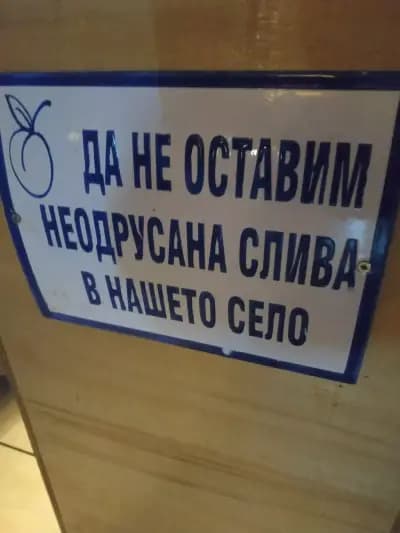 ДА НЕ ОСТАВИМ
НЕОДРУСАНА СЛИВА
В НАШЕТО СЕЛО